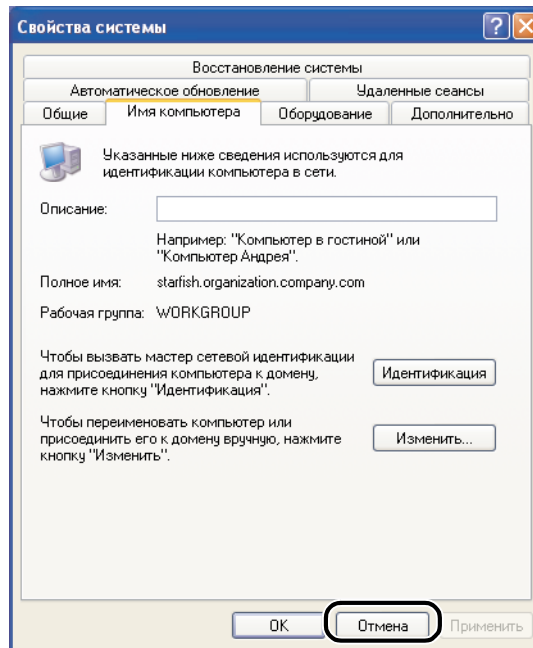 Свойства системы
Восстановление системы
Автоматическое обновление Удаленные сеансы
Общие Имя компьютера Оборудование Дополнительно
Указанные ниже сведения используются для
идентификации компьютера в сети.
Описание:
Например: "Компьютер в гостиной" или
"Компьютер Андрея".
Полное имя: starfish.organization.company.com
Рабочая группа: WORKGROUP
Чтобы вызвать мастер сетевой идентификации
для присоединения компьютера к домену,
нажмите кнопку "Идентификация".
Идентификация
Чтобы переименовать компьютер или
присоединить его к домену вручную, нажмите
кнопку "Изменить".
Изменить...
OK Отмена Применить